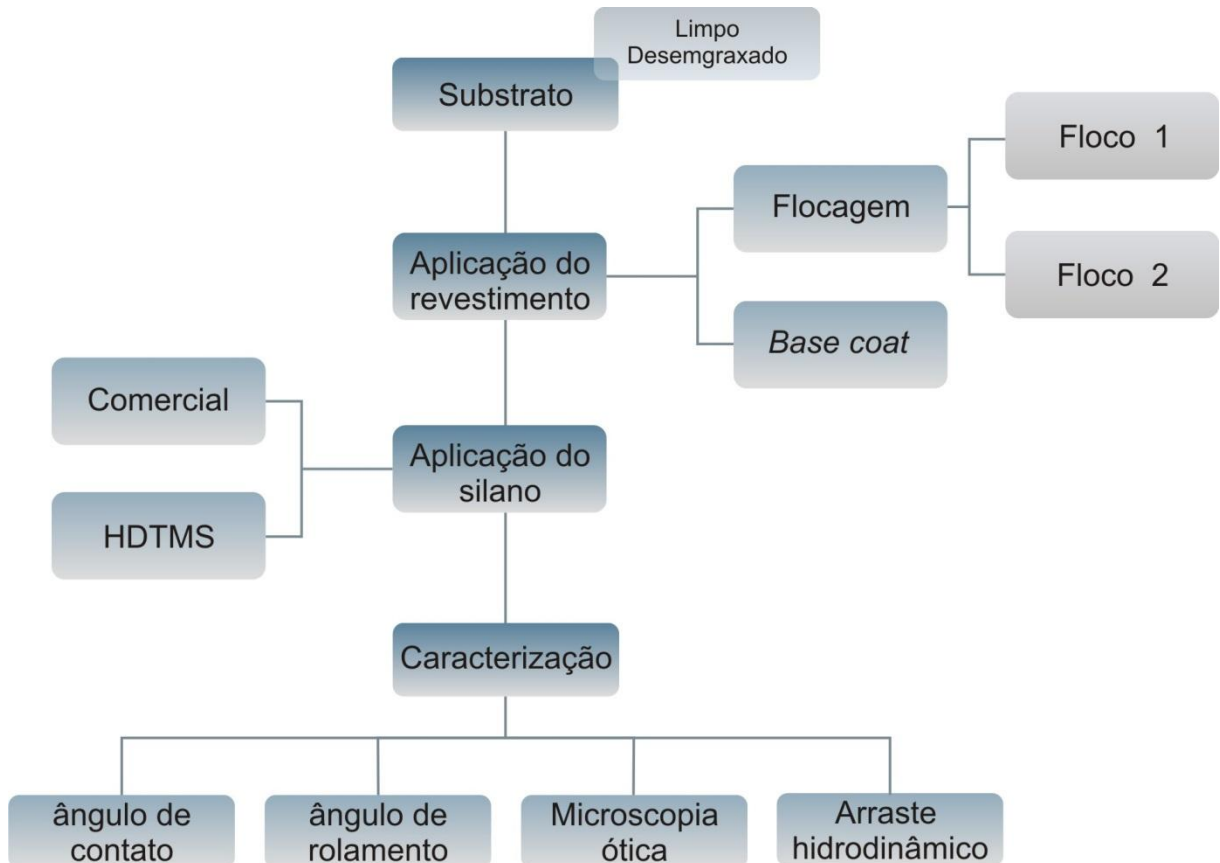 Limpo
Desemgraxado
Substrato
Floco 1
Flocagem
Aplicação do
revestimento
Floco 2
Base coat
Comercial
Aplicação do
silano
HDTMS
Caracterização
ângulo de
contato
ângulo de
rolamento
Microscopia
ótica
Arraste
hidrodinâmico